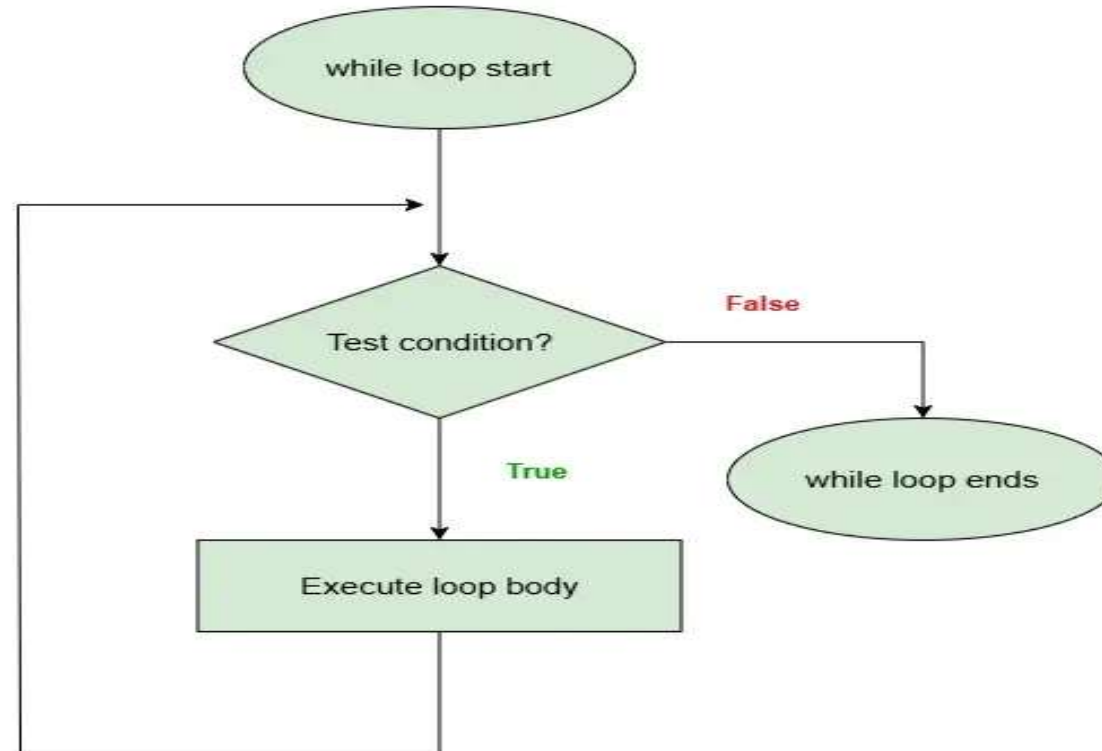 while loop start
False
Test condition?
True
while loop ends
Execute loop body